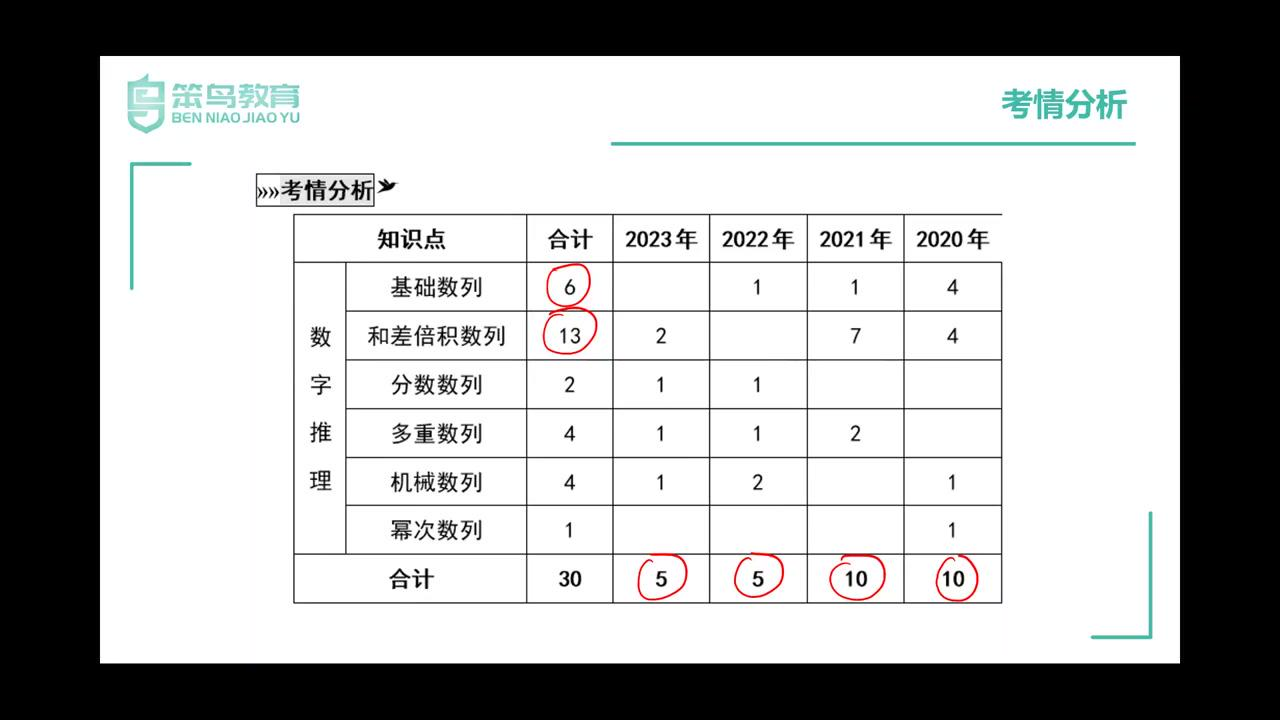 笨鸟教育
BEN NIAO JIAO YU
考情分析
»»考情分析
知识点 合计 2023年 2022年 2021年 2020年
数字推理
基础数列 6 1 1 4
和差倍积数列 13 2 7 4
分数数列 2 1 1
多重数列 4 1 1 2
机械数列 4 1 2 1
幂次数列 1 1
合计 30 5 5 10 10